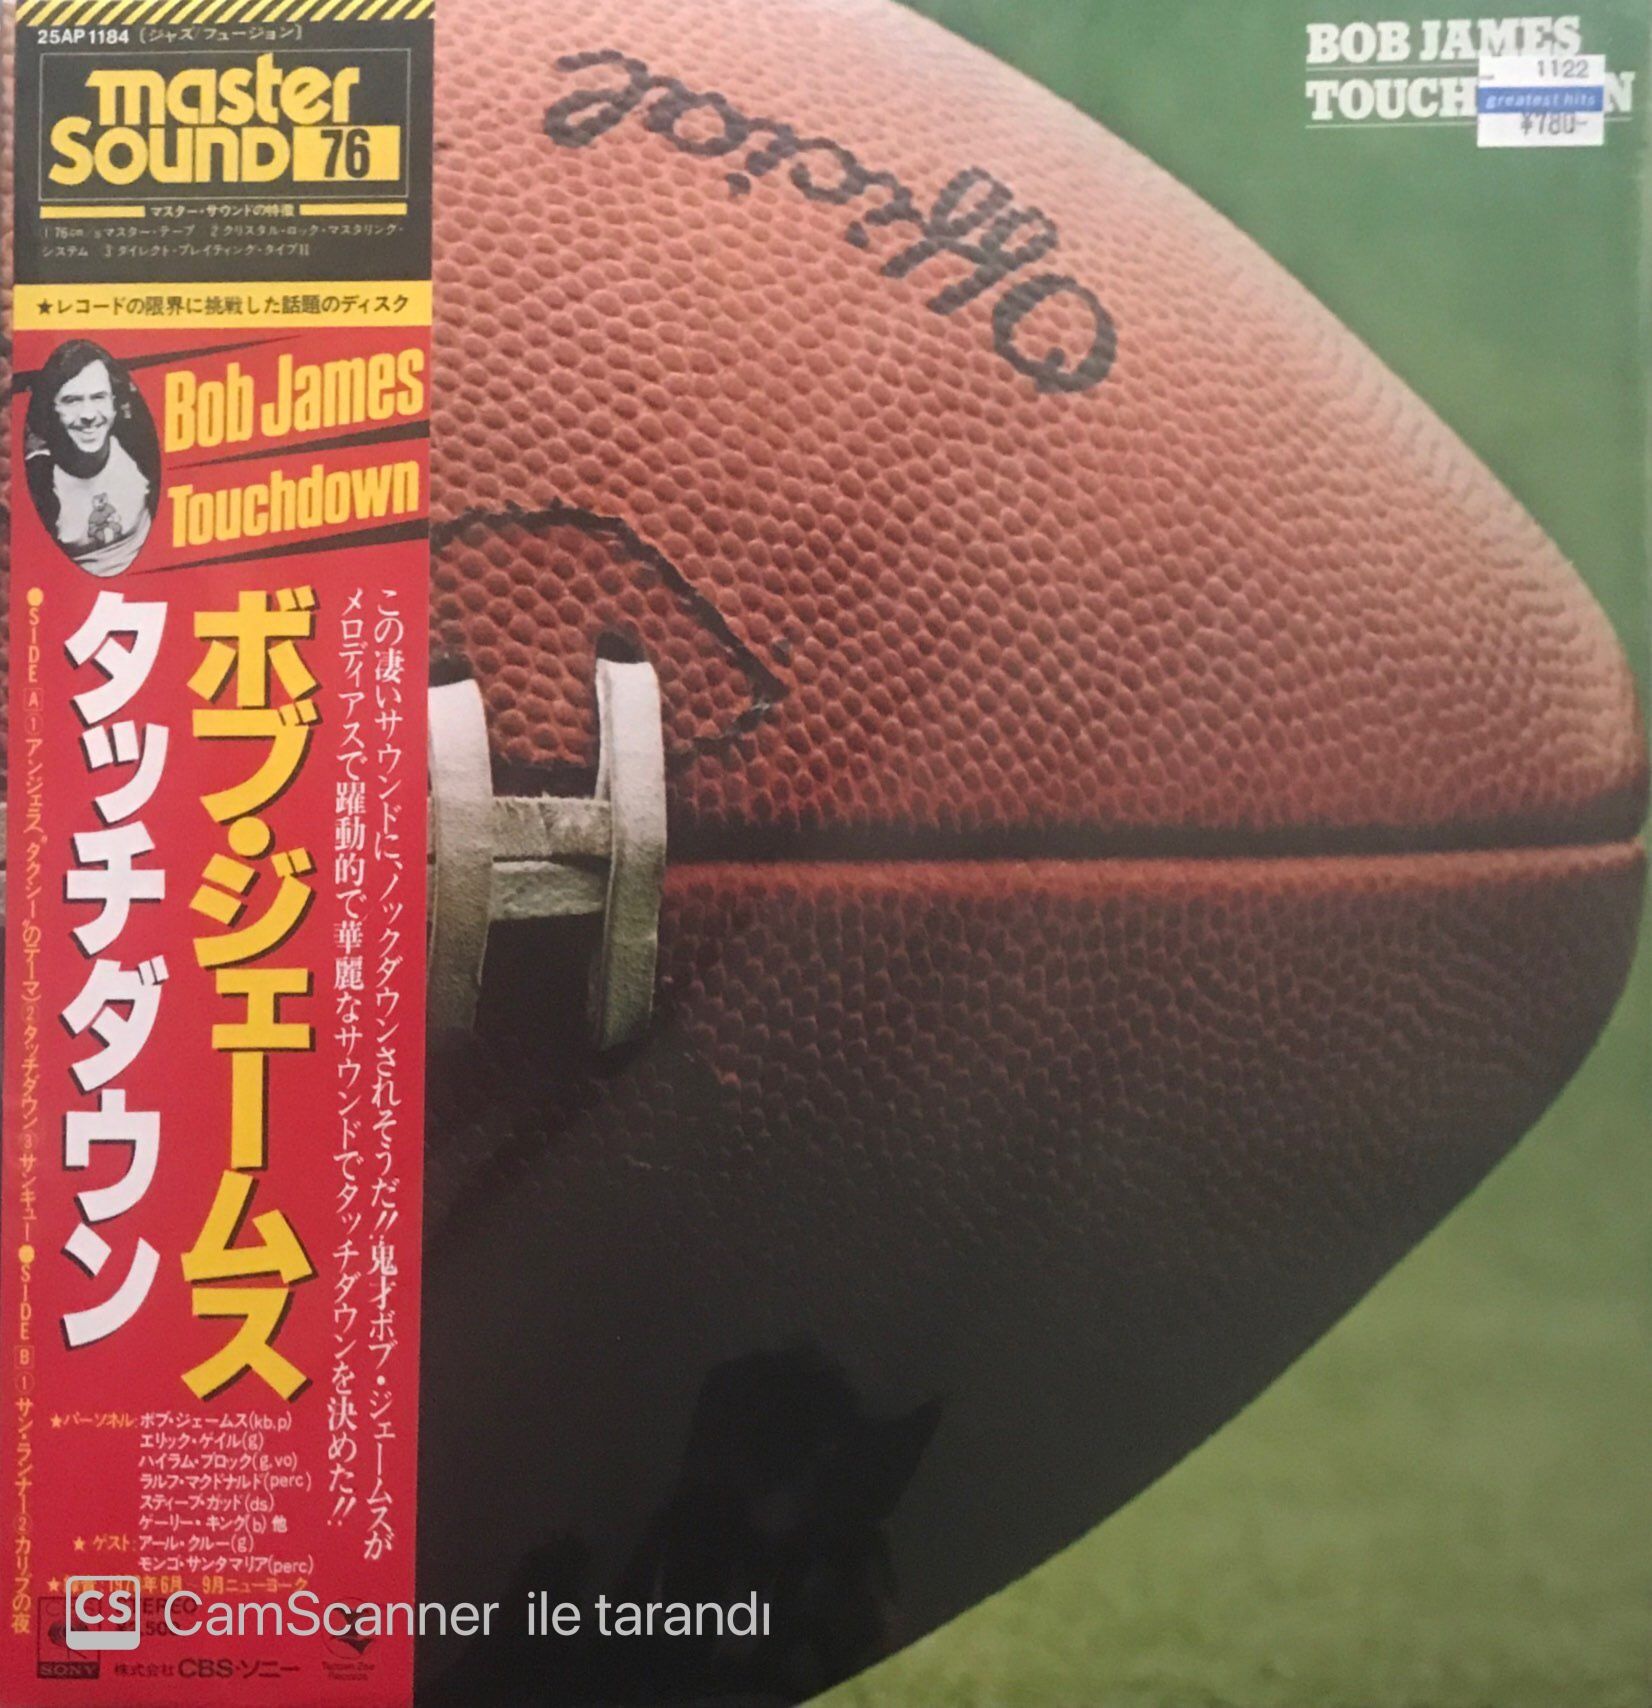 25AP1184 [ジャズ/フュージョン]
master
SOUND 76
マスター・サウンドの特徴
① 76cm/sマスター・テープ ② クリスタル・ロック・マスタリング・
システム ③ ダイレクト・プレイティング・タイプII
★レコードの限界に挑戦した話題のディスク
Bob James
Touchdown
この凄いサウンドに、ノックダウンされそうだ!!鬼才ボブ・ジェームスが
メロディアスで躍動的で華麗なサウンドでタッチダウンを決めた!!
ボブ・ジェームス
タッチダウン
●SIDE A ①アンジェラ(“タクシー”のテーマ)②タッチダウン③サンキュー●SIDE B ①サン・ランナー②カリブの夜
★パーソネル:ボブ・ジェームス(kb,p)
エリック・ゲイル(g)
ハイラム・ブロック(g,vo)
ラルフ・マクドナルド(perc)
スティーブ・ガッド(ds)
ゲーリー・キング(b) 他
★ゲスト:アール・クルー(g)
モンゴ・サンタマリア(perc)
年6月 9月ニューヨーク
SONY 株式会社 CBS・ソニー
Tappan Zee
Records
CS CamScanner ile tarandı
Official
BOB JAMES
TOUCH N
1122
greatest hits
¥780-